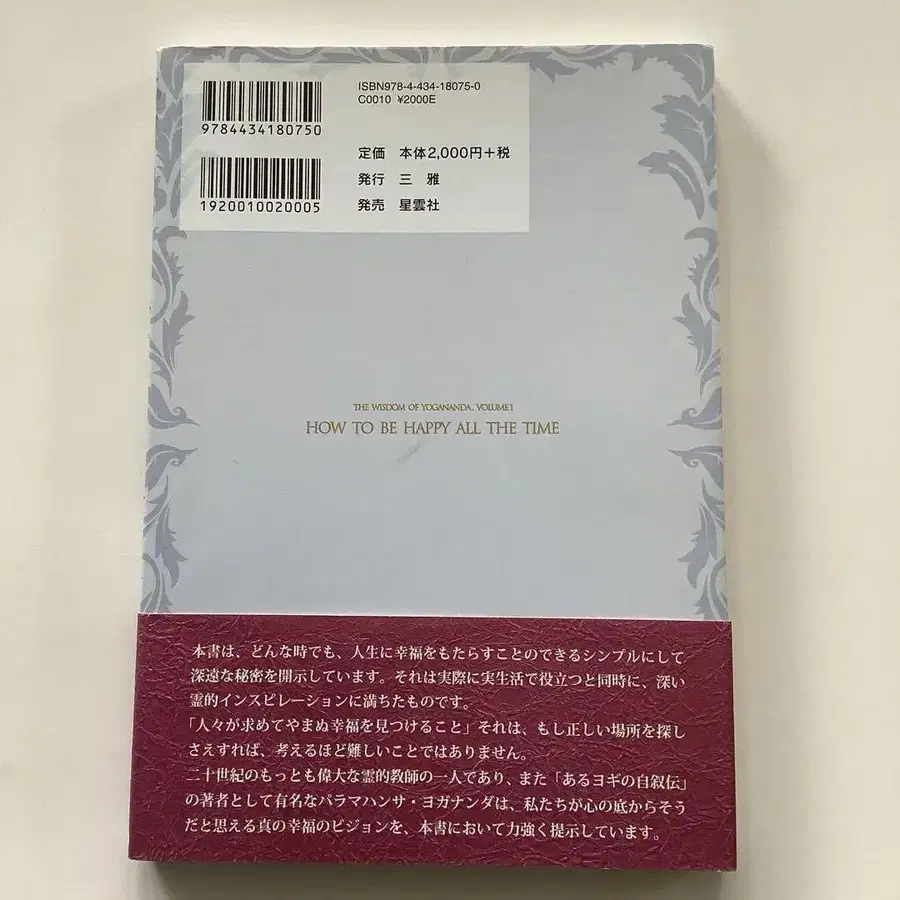 ISBN978-4-434-18075-0
C0010 ¥2000E
9784434180750
定価 本体2,000円+税
発行 三 雅
1920010020005
発売 星雲社
THE WISDOM OF YOGANANDA, VOLUME 1
HOW TO BE HAPPY ALL THE TIME
本書は、どんな時でも、人生に幸福をもたらすことのできるシンプルにして
深遠な秘密を開示しています。それは実際に実生活で役立つと同時に、深い
霊的インスピレーションに満ちたものです。
「人々が求めてやまぬ幸福を見つけること」それは、もし正しい場所を探し
さえすれば、考えるほど難しいことではありません。
二十世紀のもっとも偉大な霊的教師の一人であり、また「あるヨギの自叙伝」
の著者として有名なパラマハンサ・ヨガナンダは、私たちが心の底からそう
だと思える真の幸福のビジョンを、本書において力強く提示しています。